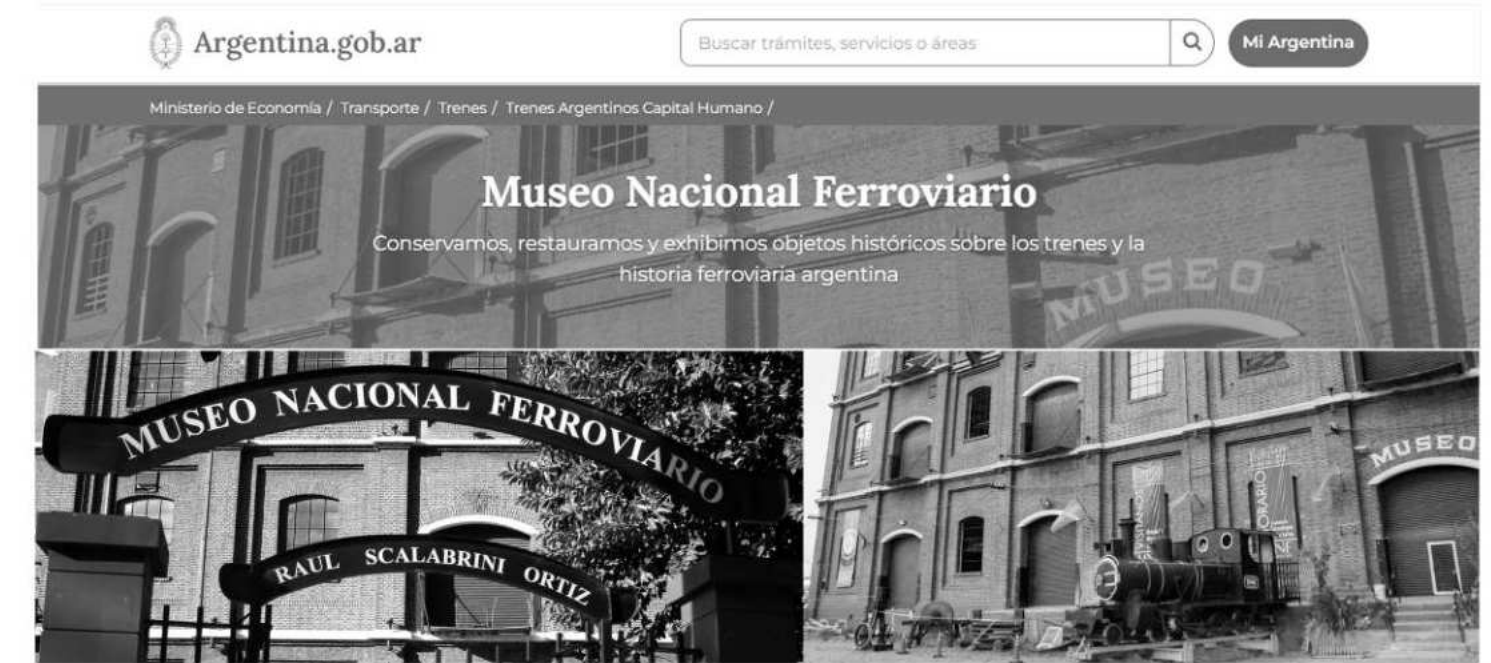 Argentina.gob.ar
Buscar trámites, servicios o áreas
Mi Argentina
Ministerio de Economía / Transporte / Trenes / Trenes Argentinos Capital Humano /
Museo Nacional Ferroviario
Conservamos, restauramos y exhibimos objetos históricos sobre los trenes y la
historia ferroviaria argentina
MUSEO
MUSEO NACIONAL FERROVIARIO
RAUL SCALABRINI ORTIZ
MUSEO